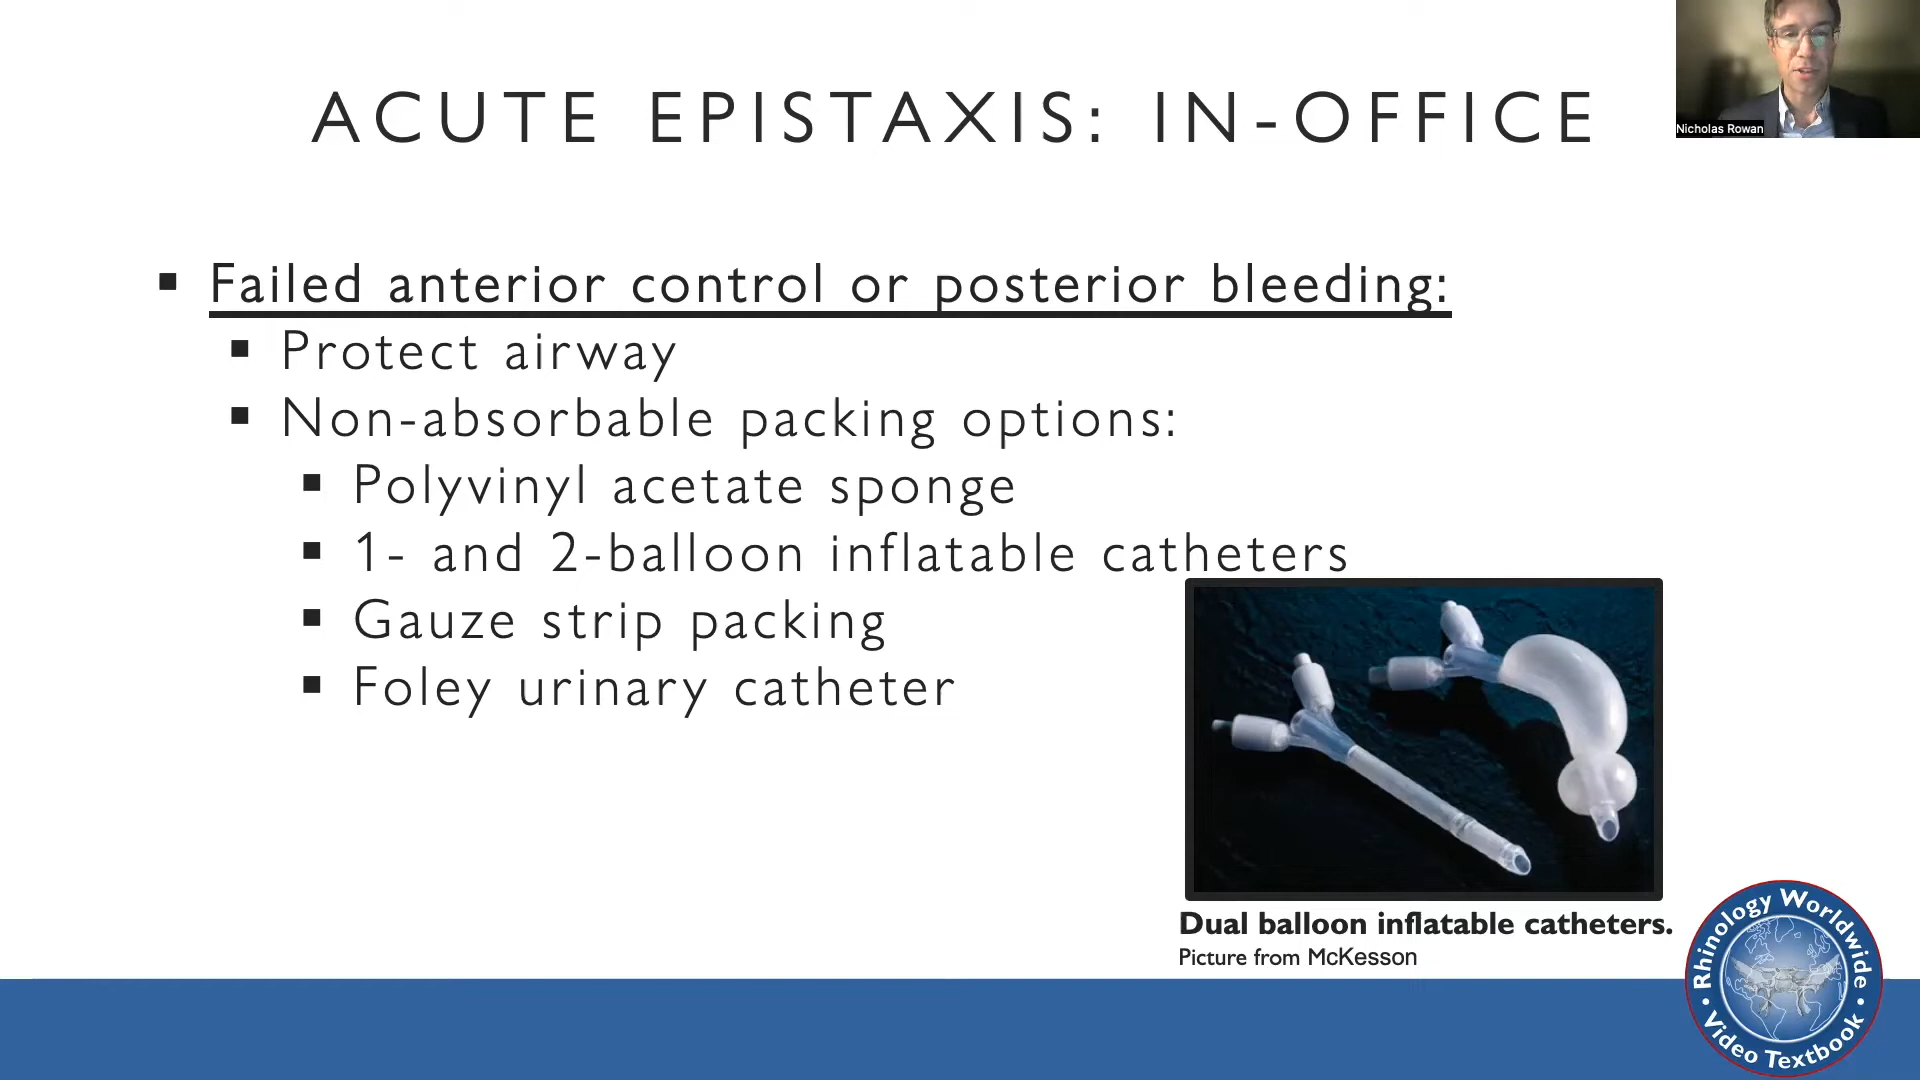 ACUTE EPISTAXIS: IN-OFFICE
Nicholas Rowan
Failed anterior control or posterior bleeding:
Protect airway
Non-absorbable packing options:
Polyvinyl acetate sponge
1- and 2-balloon inflatable catheters
Gauze strip packing
Foley urinary catheter
Dual balloon inflatable catheters.
Picture from McKesson
Rhinology Worldwide
• Video Textbook •